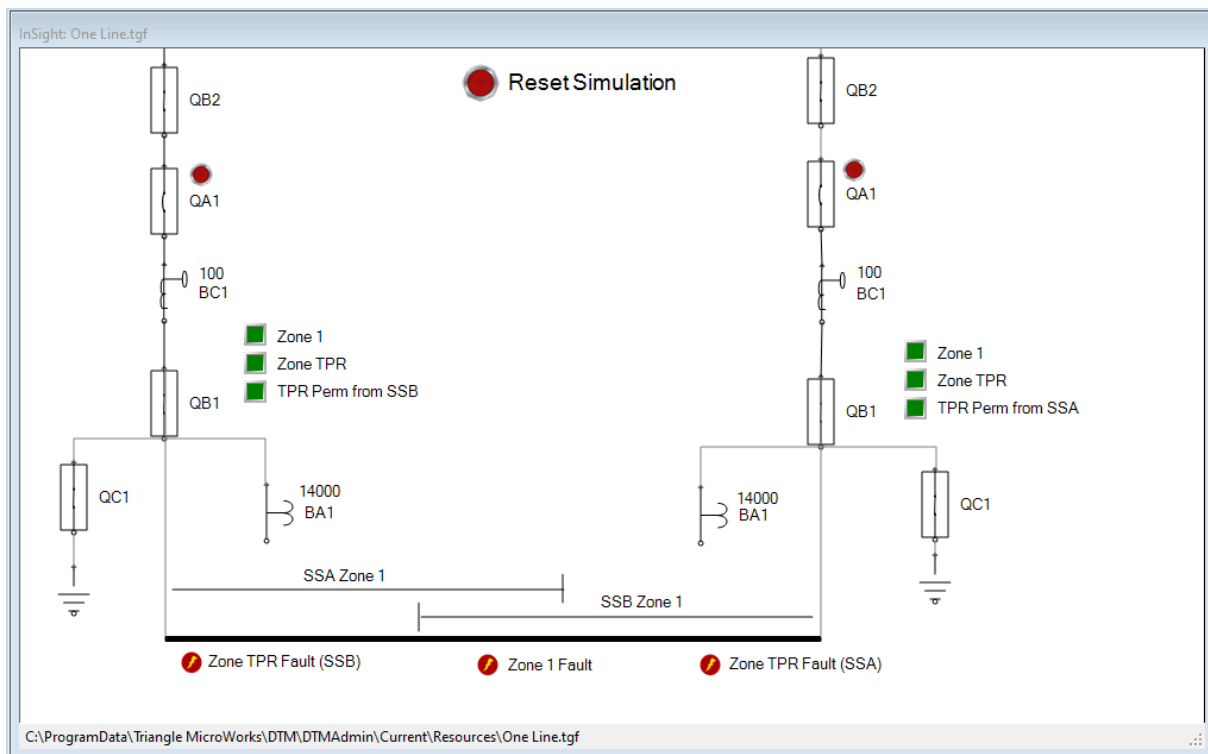 InSight: One Line.tgf
Reset Simulation
QB2
QB2
QA1
QA1
100
BC1
100
BC1
Zone 1
Zone TPR
TPR Perm from SSB
Zone 1
Zone TPR
TPR Perm from SSA
QB1
QB1
QC1
14000
BA1
14000
BA1
QC1
SSA Zone 1
SSB Zone 1
Zone TPR Fault (SSB)
Zone 1 Fault
Zone TPR Fault (SSA)
C:\ProgramData\Triangle MicroWorks\DTM\DTMAdmin\Current\Resources\One Line.tgf